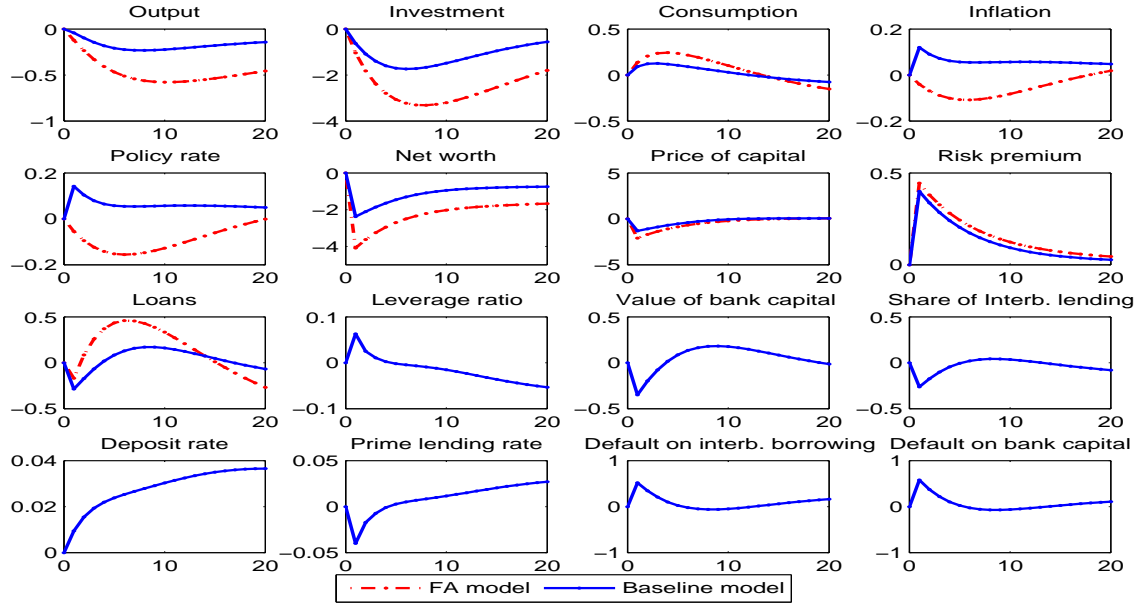 Output Investment Consumption Inflation
0 0 0.5 0.2
−0.5 −2 0 0
−1 −4 −0.5 −0.2
0 10 20 0 10 20 0 10 20 0 10 20
Policy rate Net worth Price of capital Risk premium
0.2 0 5 0.5
0 −2 0
−0.2 −4 −5 0
0 10 20 0 10 20 0 10 20 0 10 20
Loans Leverage ratio Value of bank capital Share of Interb. lending
0.5 0.1 0.5 0.5
0 0 0 0
−0.5 −0.1 −0.5 −0.5
0 10 20 0 10 20 0 10 20 0 10 20
Deposit rate Prime lending rate Default on interb. borrowing Default on bank capital
0.04 0.05 1 1
0.02 0 0 0
0 −0.05 −1 −1
0 10 20 0 10 20 0 10 20 0 10 20
FA model Baseline model